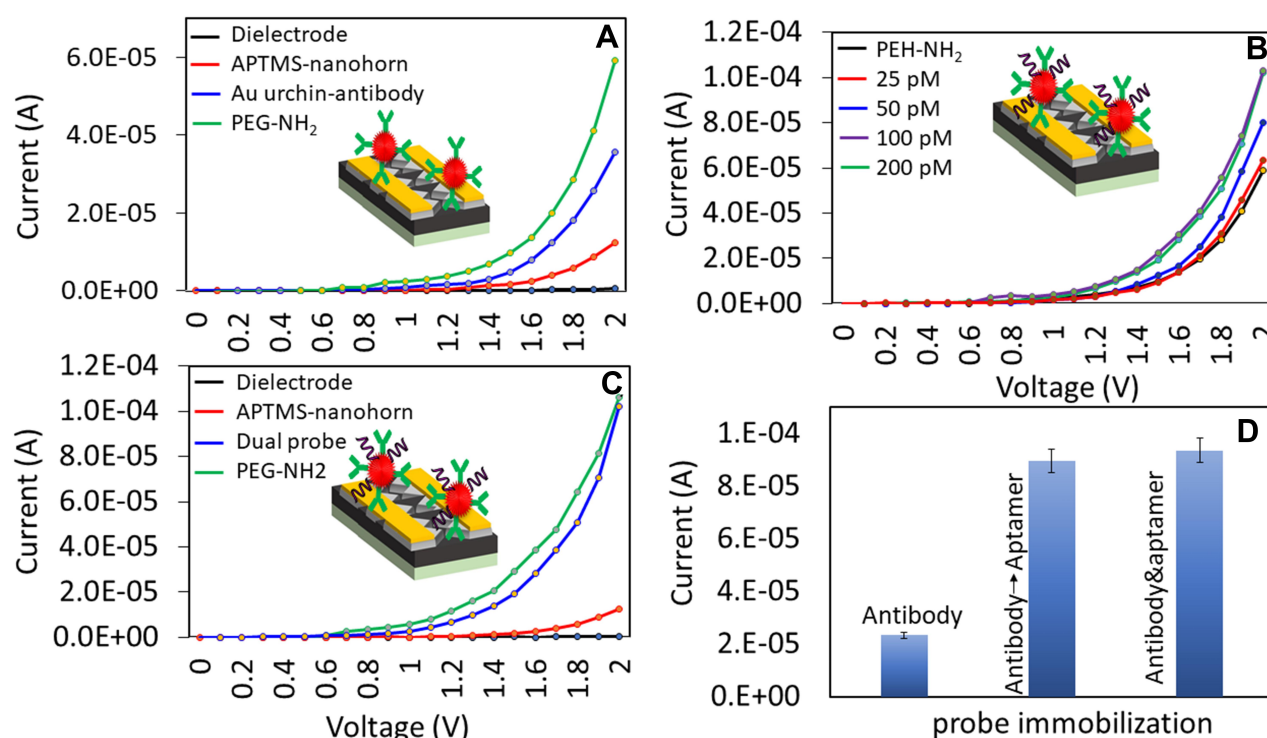 A
Dielectrode
APTMS-nanohorn
Au urchin-antibody
PEG-NH₂
Current (A)
6.0E-05
4.0E-05
2.0E-05
0.0E+00
0 0.2 0.4 0.6 0.8 1 1.2 1.4 1.6 1.8 2
B
PEH-NH₂
25 pM
50 pM
100 pM
200 pM
Current (A)
1.2E-04
1.0E-04
8.0E-05
6.0E-05
4.0E-05
2.0E-05
0.0E+00
0 0.2 0.4 0.6 0.8 1 1.2 1.4 1.6 1.8 2
Voltage (V)
C
Dielectrode
APTMS-nanohorn
Dual probe
PEG-NH2
Current (A)
1.2E-04
1.0E-04
8.0E-05
6.0E-05
4.0E-05
2.0E-05
0.0E+00
0 0.2 0.4 0.6 0.8 1 1.2 1.4 1.6 1.8 2
Voltage (V)
D
Current (A)
1.E-04
8.E-05
6.E-05
4.E-05
2.E-05
0.E+00
Antibody
Antibody→Aptamer
Antibody&aptamer
probe immobilization